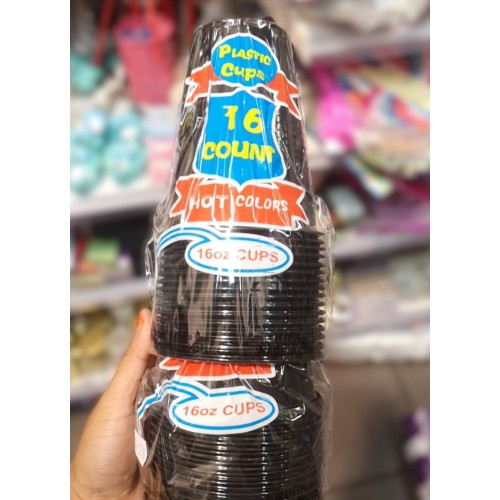 PLASTIC
CUPS
16
COUNT
HOT COLORS
16oz CUPS
16oz CUPS